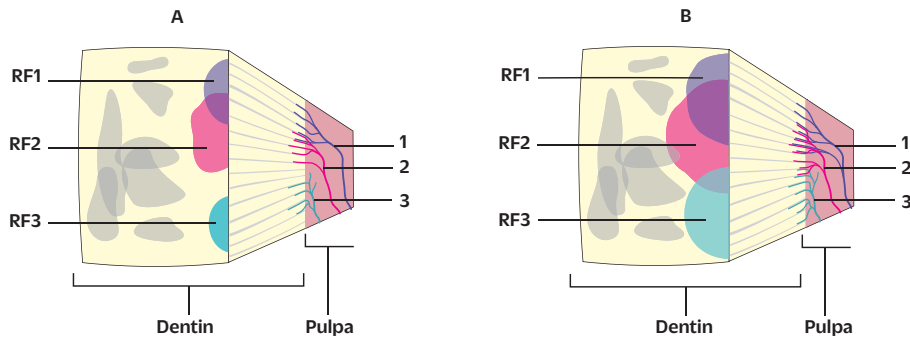 A
RF1
RF2
RF3
1
2
3
Dentin
Pulpa
B
RF1
RF2
RF3
1
2
3
Dentin
Pulpa